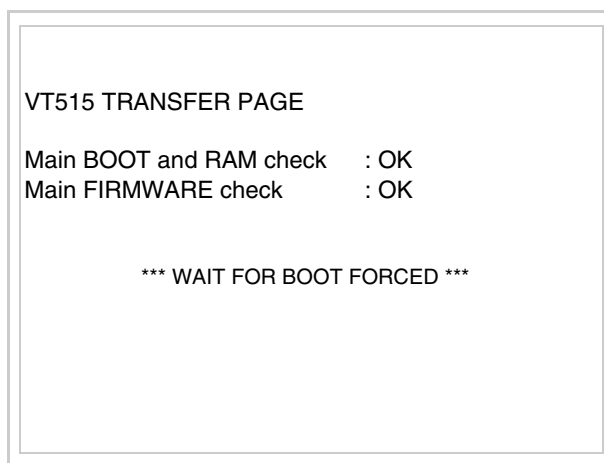 VT515 TRANSFER PAGE
Main BOOT and RAM check : OK
Main FIRMWARE check : OK
*** WAIT FOR BOOT FORCED ***